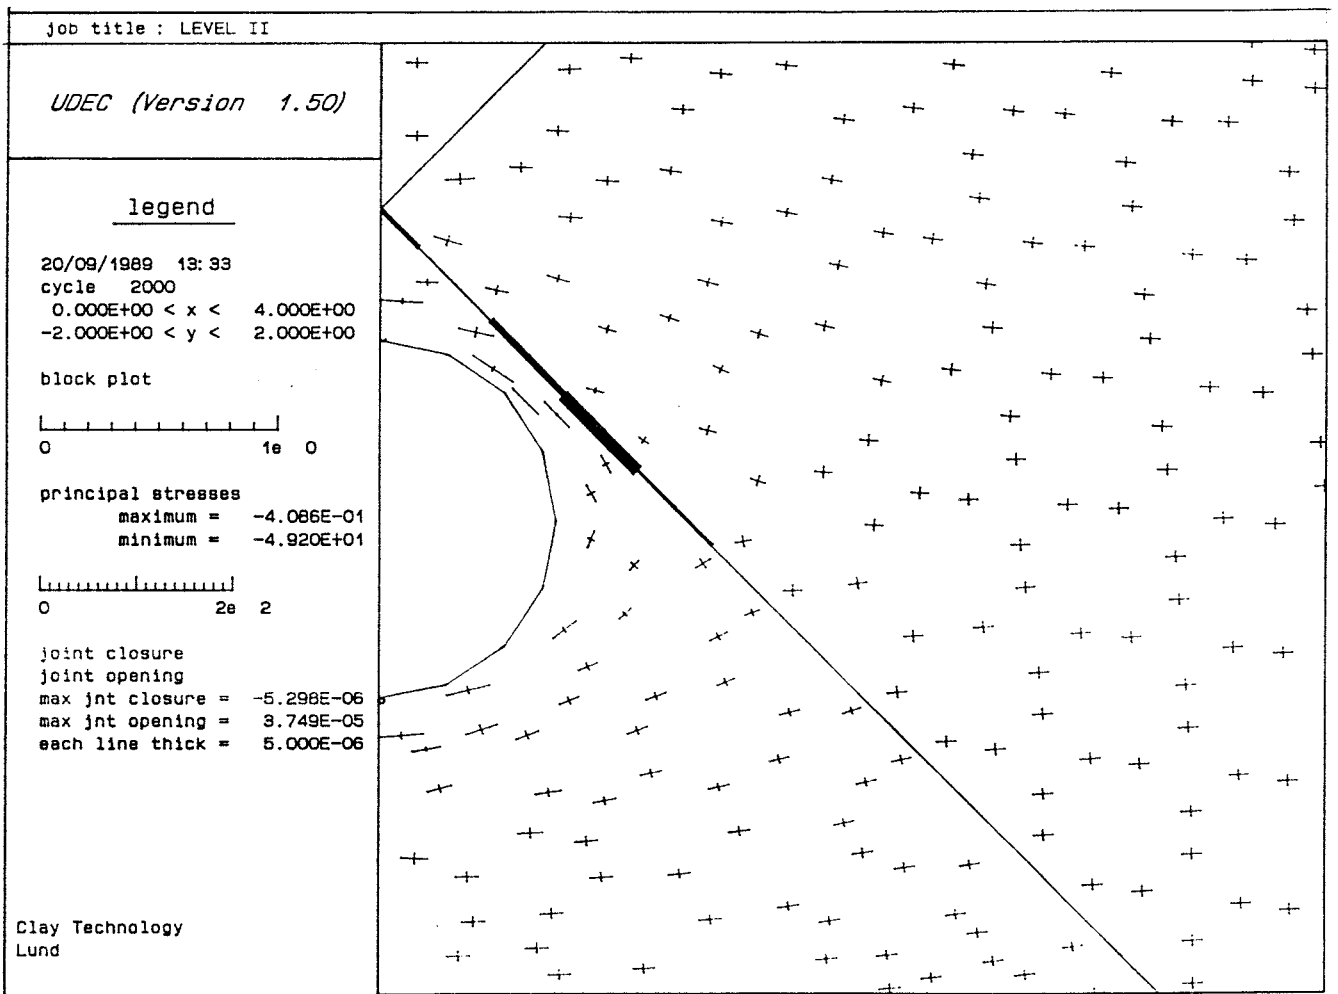 job title : LEVEL II
UDEC (Version 1.50)
legend
20/09/1989 13:33
cycle 2000
0.000E+00 < x < 4.000E+00
-2.000E+00 < y < 2.000E+00
block plot
0 1e 0
principal stresses
maximum = -4.086E-01
minimum = -4.920E+01
0 2e 2
joint closure
joint opening
max jnt closure = -5.298E-06
max jnt opening = 3.749E-05
each line thick = 5.000E-06
Clay Technology
Lund